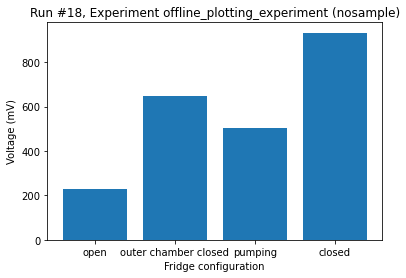 Run #18, Experiment offline_plotting_experiment (nosample)
800
600
400
200
0
Voltage (mV)
open outer chamber closed pumping closed
Fridge configuration